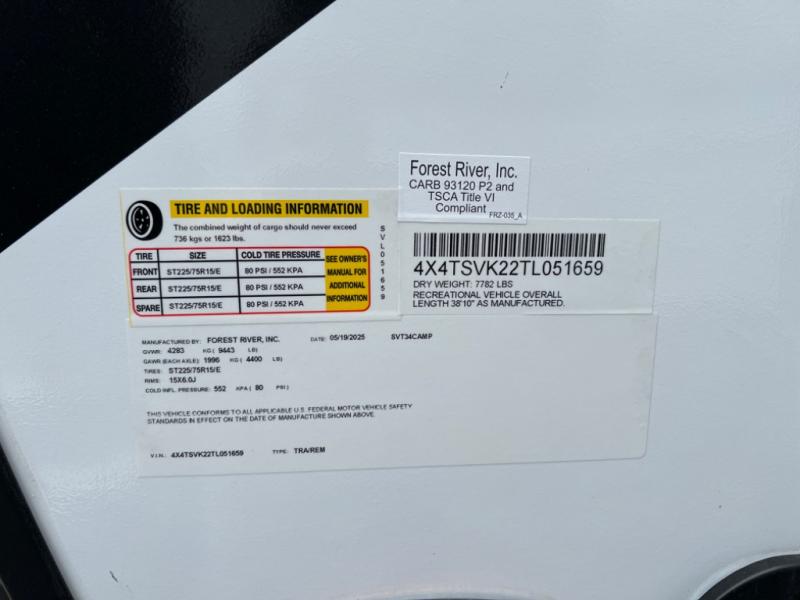 Forest River, Inc.
CARB 93120 P2 and
TSCA Title VI
Compliant
FRZ-035_A
TIRE AND LOADING INFORMATION
The combined weight of cargo should never exceed
736 kgs or 1623 lbs.
TIRE SIZE COLD TIRE PRESSURE SEE OWNER'S MANUAL FOR ADDITIONAL INFORMATION
FRONT ST225/75R15/E 80 PSI / 552 KPA
REAR ST225/75R15/E 80 PSI / 552 KPA
SPARE ST225/75R15/E 80 PSI / 552 KPA
SVL051659
4X4TSVK22TL051659
DRY WEIGHT: 7782 LBS
RECREATIONAL VEHICLE OVERALL
LENGTH 38'10" AS MANUFACTURED.
MANUFACTURED BY: FOREST RIVER, INC. DATE: 05/19/2025 SVT34CAMP
GVWR: 4283 KG ( 9443 LB)
GAWR (EACH AXLE): 1996 KG ( 4400 LB)
TIRES: ST225/75R15/E
RIMS: 15X6.0J
COLD INFL. PRESSURE: 552 KPA ( 80 PSI )
THIS VEHICLE CONFORMS TO ALL APPLICABLE U.S. FEDERAL MOTOR VEHICLE SAFETY
STANDARDS IN EFFECT ON THE DATE OF MANUFACTURE SHOWN ABOVE.
V.I.N.: 4X4TSVK22TL051659 TYPE: TRA/REM